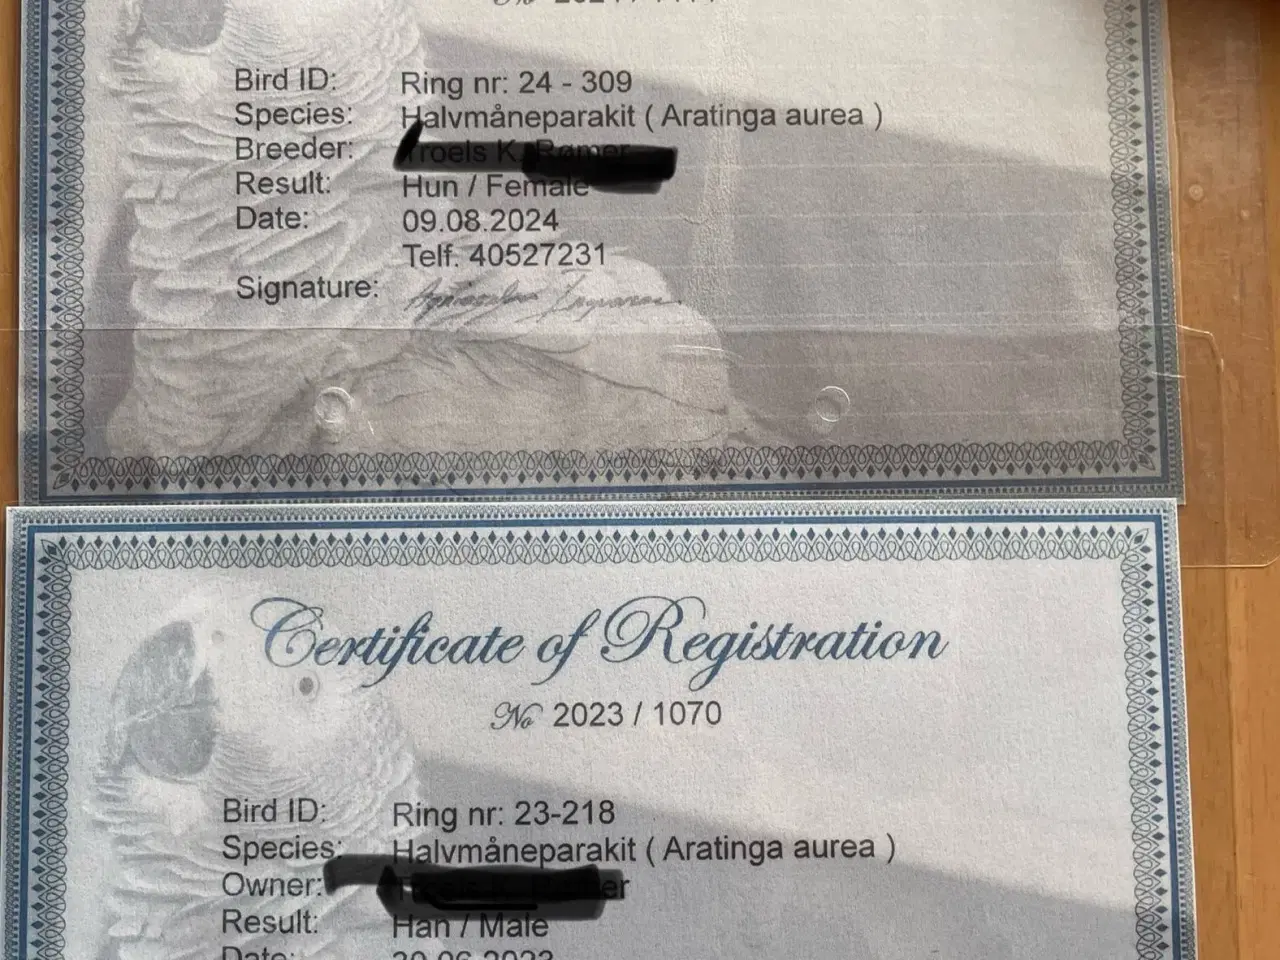 Bird ID: Ring nr: 24 - 309
Species: Halvmåneparakit ( Aratinga aurea )
Breeder:
Result: Hun / Female
Date: 09.08.2024
Telf. 40527231
Signature:
Certificate of Registration
No 2023 / 1070
Bird ID: Ring nr: 23-218
Species: Halvmåneparakit ( Aratinga aurea )
Owner:
Result: Han / Male
Date: